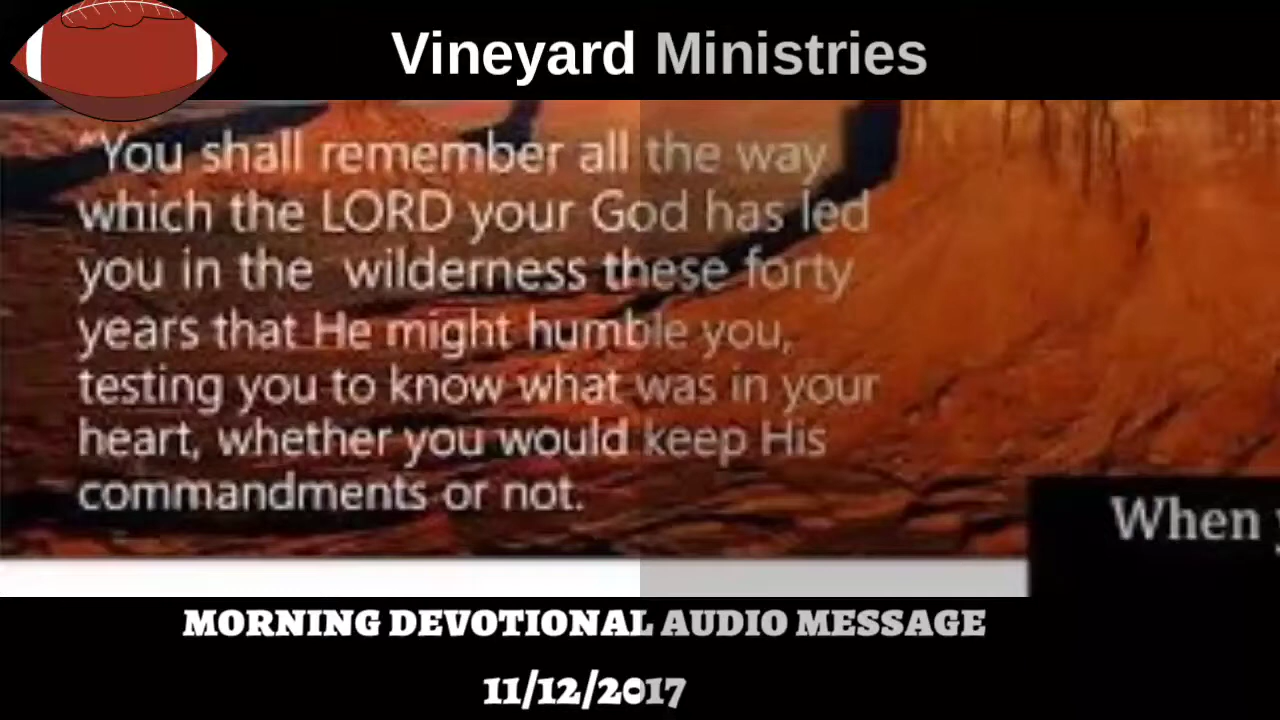 Vineyard Ministries
“You shall remember all the way
which the LORD your God has led
you in the wilderness these forty
years that He might humble you,
testing you to know what was in your
heart, whether you would keep His
commandments or not.
When
MORNING DEVOTIONAL AUDIO MESSAGE
11/12/2017